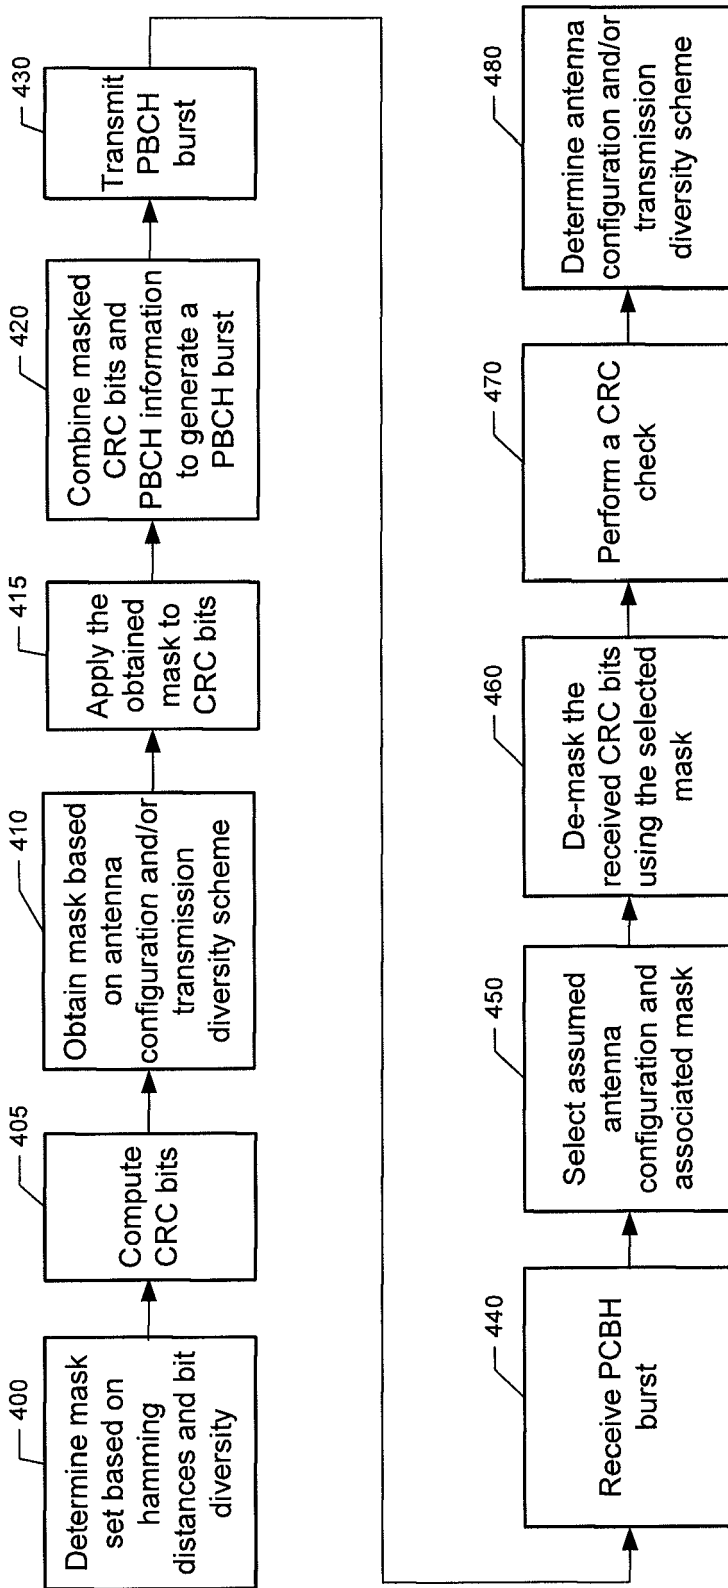 400
Determine mask
set based on
hamming
distances and bit
diversity
405
Compute
CRC bits
410
Obtain mask based
on antenna
configuration and/or
transmission
diversity scheme
415
Apply the
obtained
mask to
CRC bits
420
Combine masked
CRC bits and
PBCH information
to generate a
PBCH burst
430
Transmit
PBCH
burst
440
Receive PCBH
burst
450
Select assumed
antenna
configuration and
associated mask
460
De-mask the
received CRC bits
using the selected
mask
470
Perform a CRC
check
480
Determine antenna
configuration and/or
transmission
diversity scheme